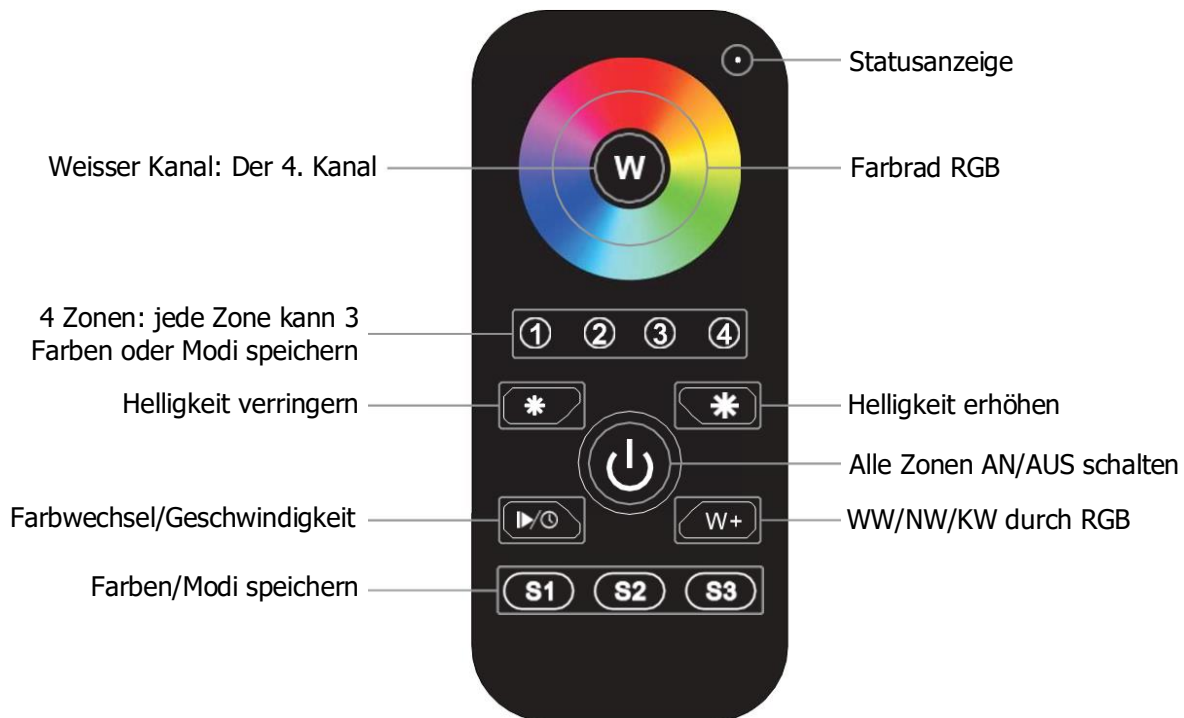 Statusanzeige
Weisser Kanal: Der 4. Kanal
W
Farbrad RGB
4 Zonen: jede Zone kann 3
Farben oder Modi speichern
1 2 3 4
Helligkeit verringern
Helligkeit erhöhen
Alle Zonen AN/AUS schalten
Farbwechsel/Geschwindigkeit
W+
WW/NW/KW durch RGB
Farben/Modi speichern
S1 S2 S3